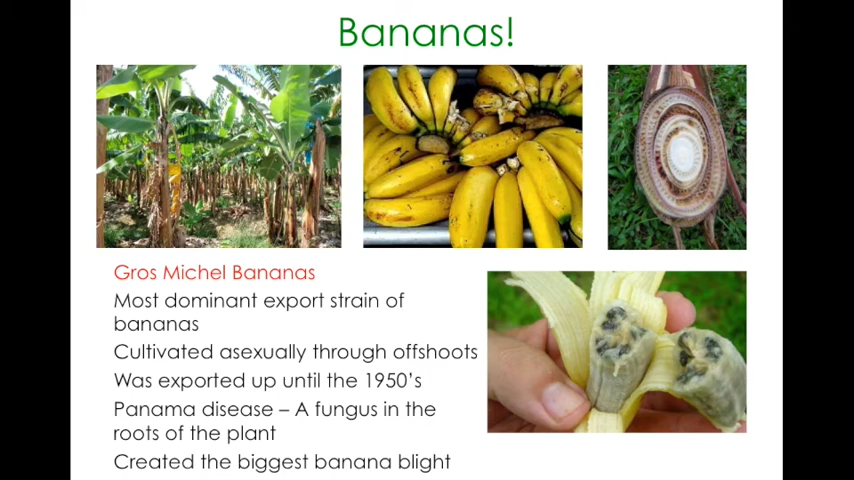 Bananas!
Gros Michel Bananas
Most dominant export strain of
bananas
Cultivated asexually through offshoots
Was exported up until the 1950’s
Panama disease – A fungus in the
roots of the plant
Created the biggest banana blight